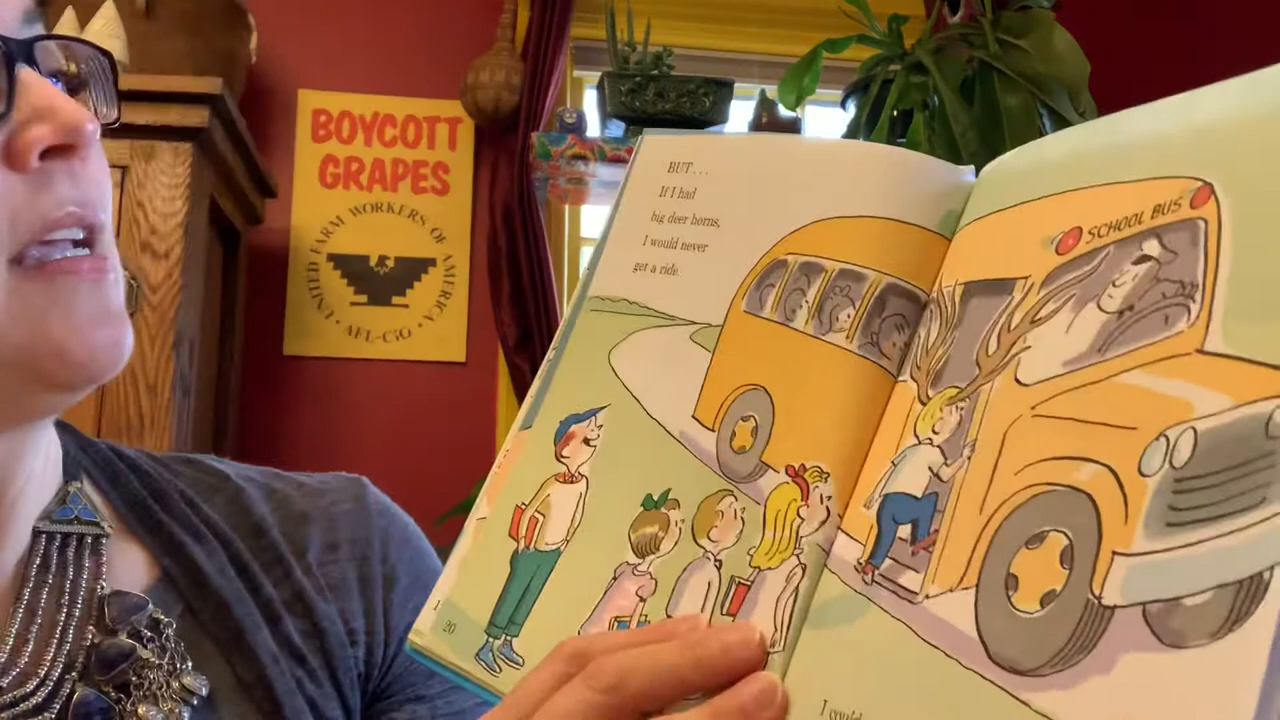 BOYCOTT
GRAPES
UNITED FARM WORKERS OF AMERICA
AFL-CIO
BUT...
If I had
big deer horns,
I would never
get a ride.
SCHOOL BUS
20
I could